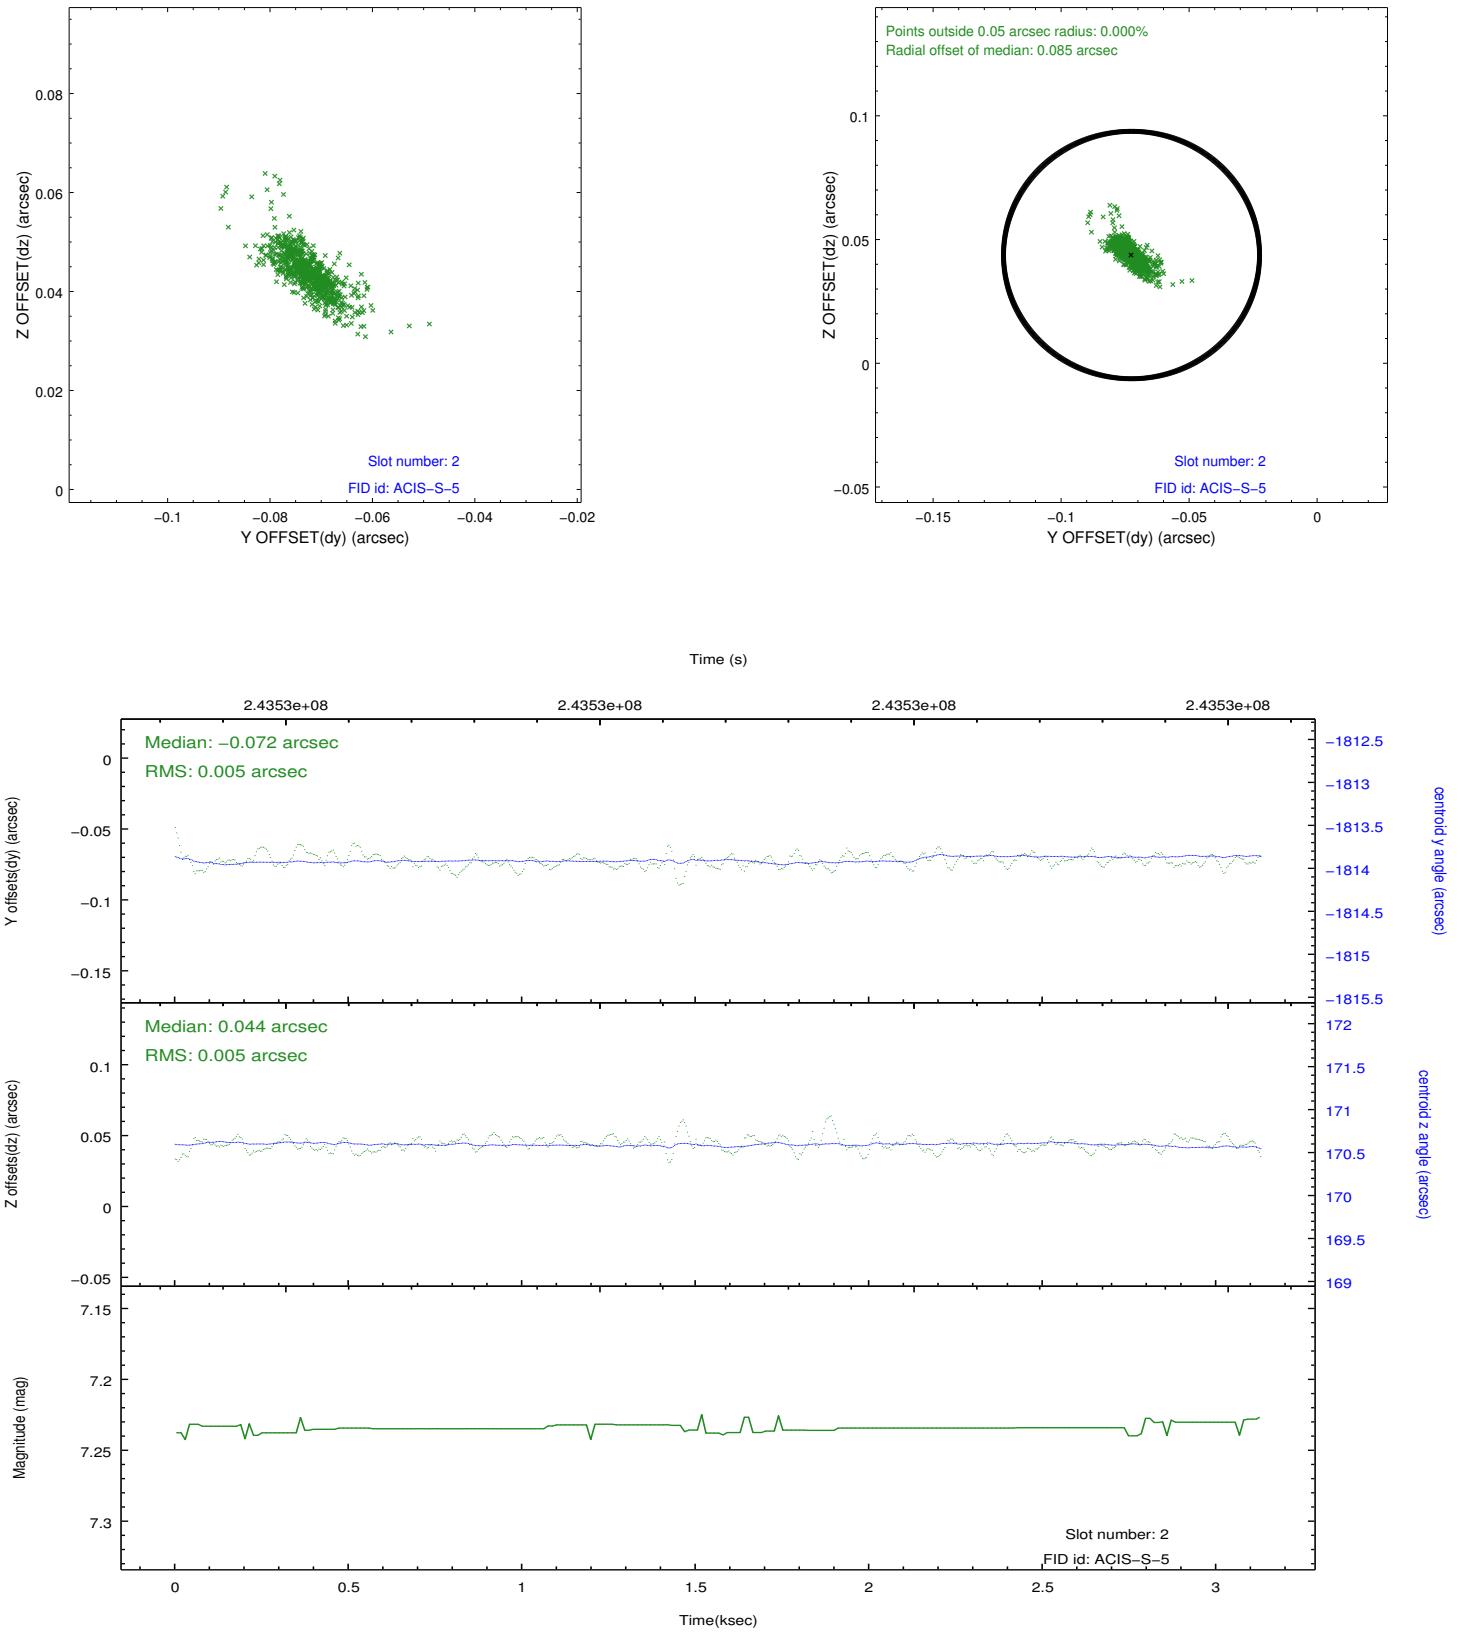 0.08
0.06
0.04
0.02
0
Z OFFSET(dz) (arcsec)
Slot number: 2
FID id: ACIS−S−5
−0.1
−0.08
−0.06
−0.04
−0.02
Y OFFSET(dy) (arcsec)
Points outside 0.05 arcsec radius: 0.000%
Radial offset of median: 0.085 arcsec
0.1
0.05
0
−0.05
Z OFFSET(dz) (arcsec)
Slot number: 2
FID id: ACIS−S−5
−0.15
−0.1
−0.05
0
Y OFFSET(dy) (arcsec)
Time (s)
2.4353e+08
2.4353e+08
2.4353e+08
2.4353e+08
Median: −0.072 arcsec
RMS: 0.005 arcsec
0
−0.05
−0.1
−0.15
Y offsets(dy) (arcsec)
−1812.5
−1813
−1813.5
−1814
−1814.5
−1815
−1815.5
centroid y angle (arcsec)
Median: 0.044 arcsec
RMS: 0.005 arcsec
0.1
0.05
0
−0.05
Z offsets(dz) (arcsec)
172
171.5
171
170.5
170
169.5
169
centroid z angle (arcsec)
7.15
7.2
7.25
7.3
Magnitude (mag)
Slot number: 2
FID id: ACIS−S−5
0
0.5
1
1.5
2
2.5
3
Time(ksec)